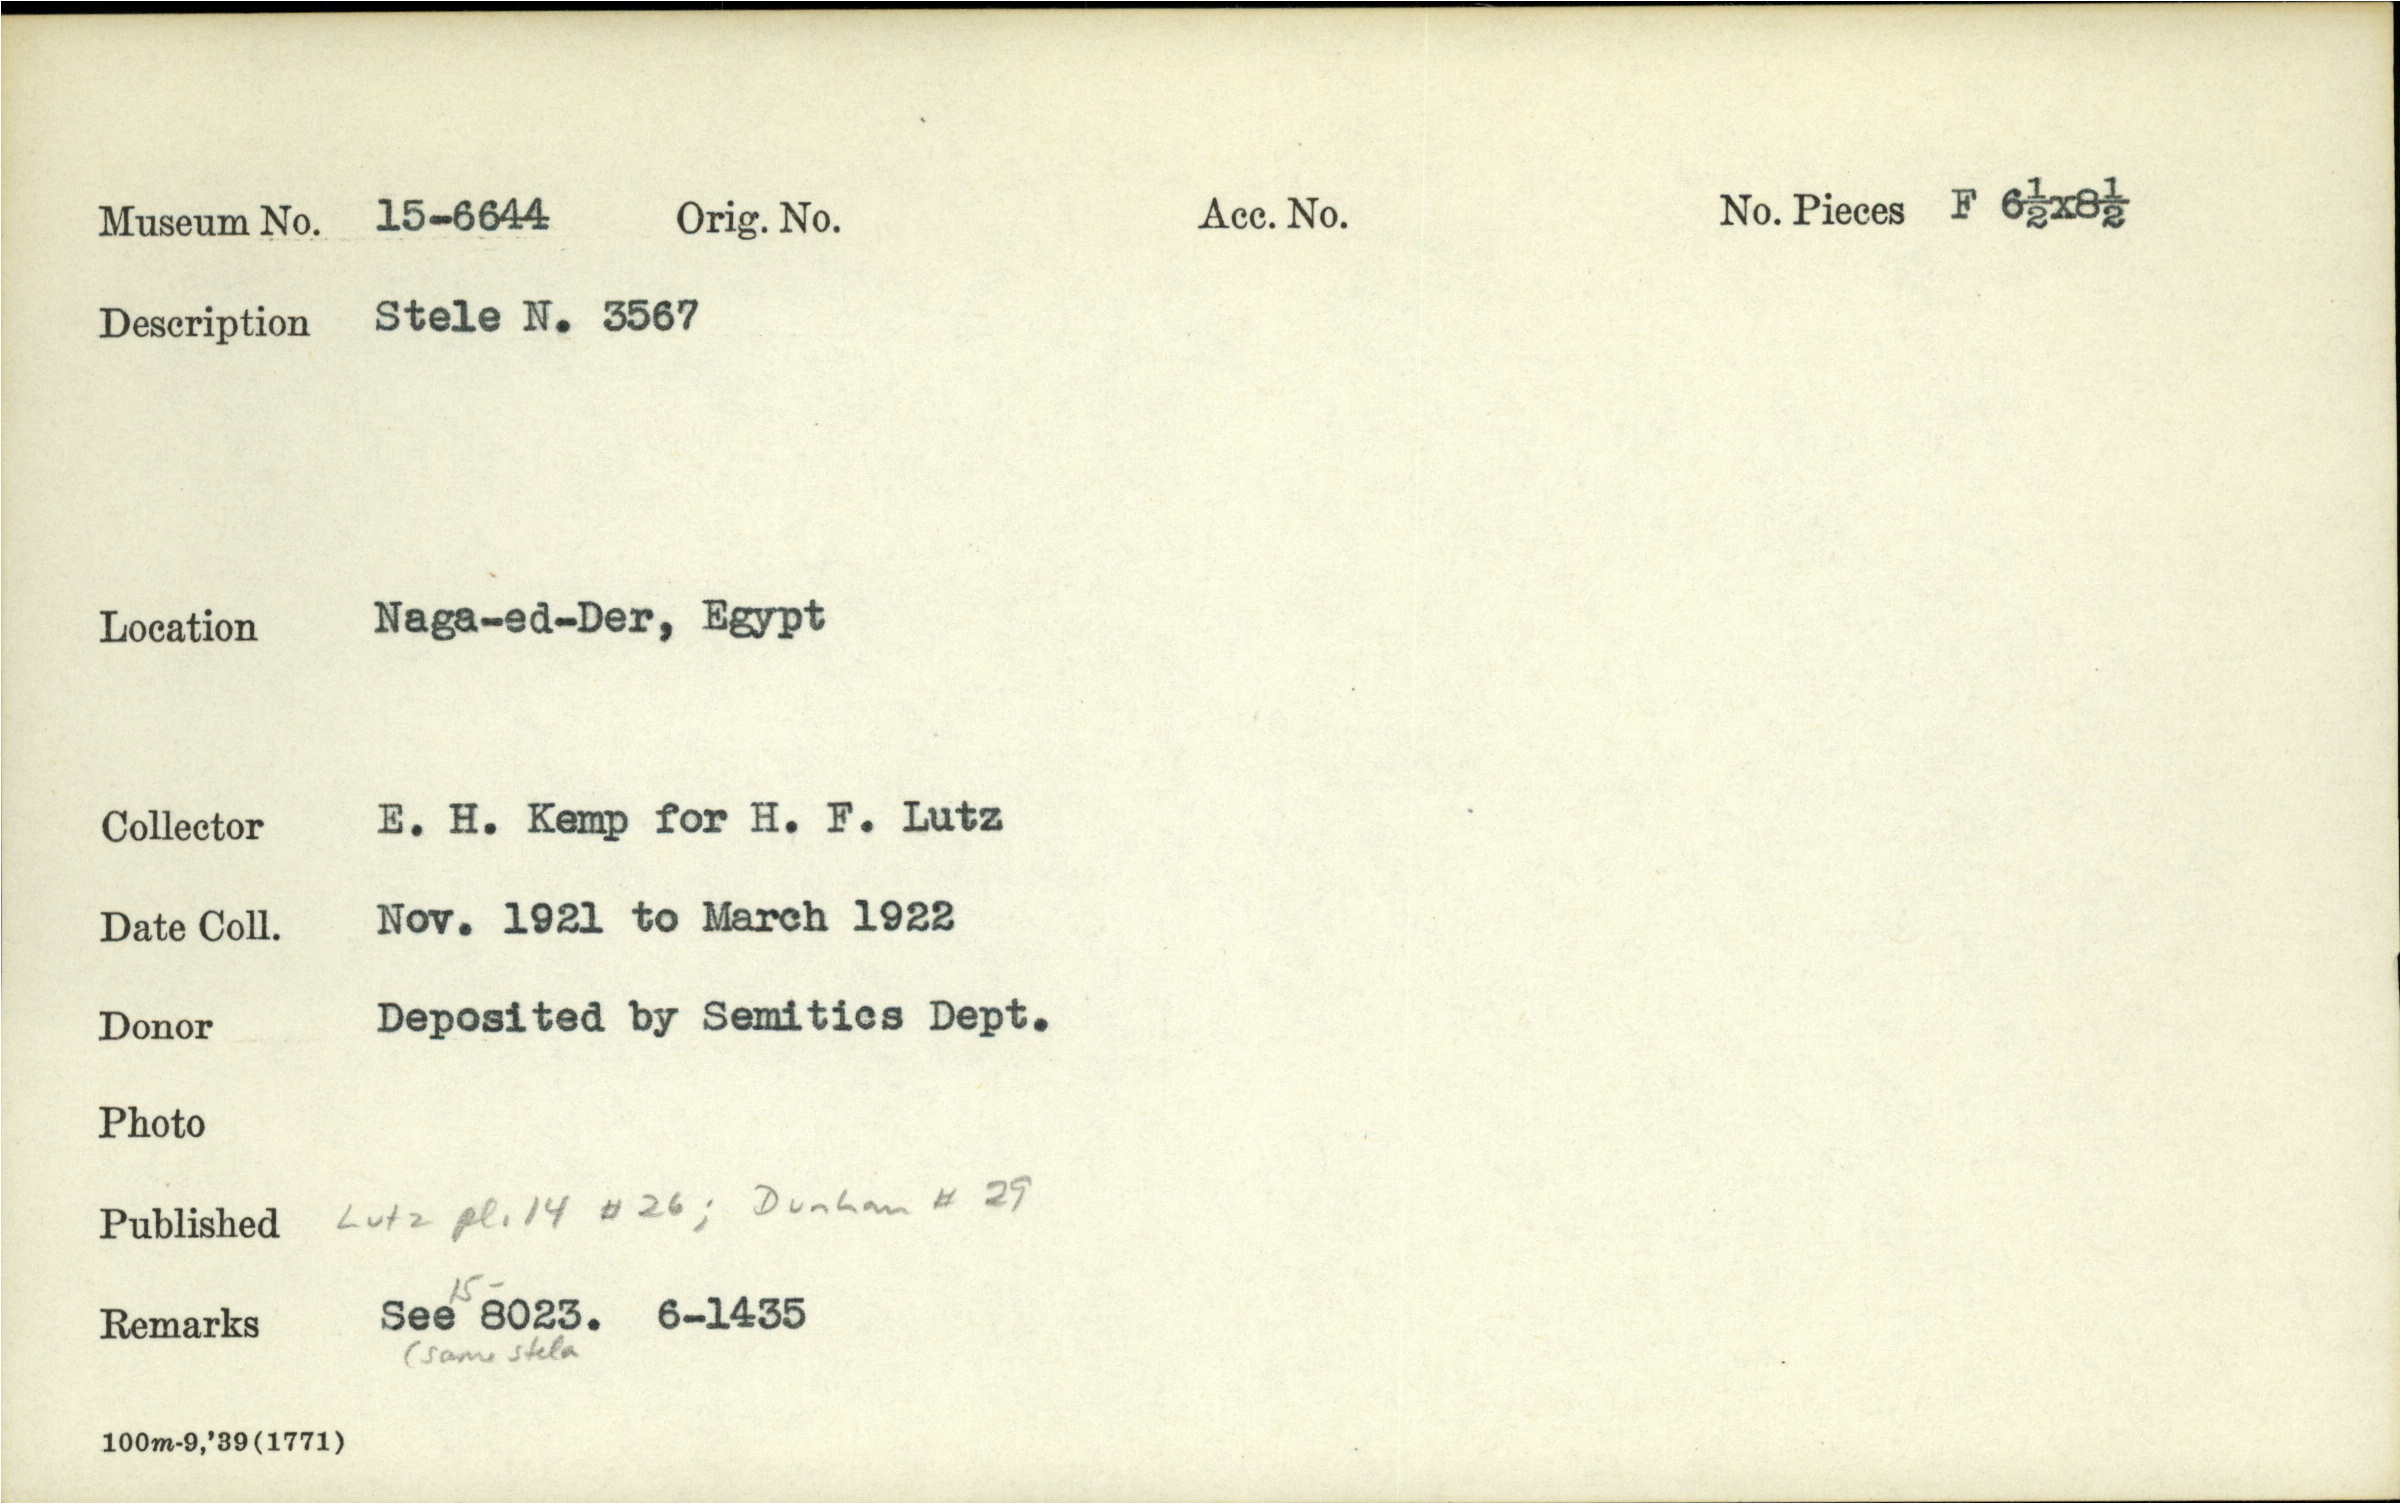 Museum No. 15-6644 Orig. No. Acc. No. No. Pieces F 6½x8½
Description Stele N. 3567
Location Naga-ed-Der, Egypt
Collector E. H. Kemp for H. F. Lutz
Date Coll. Nov. 1921 to March 1922
Donor Deposited by Semitics Dept.
Photo
Published Lutz pl. 14 # 26; Dunham # 29
Remarks See 15-8023. 6-1435
(same stela
100m-9,'39(1771)